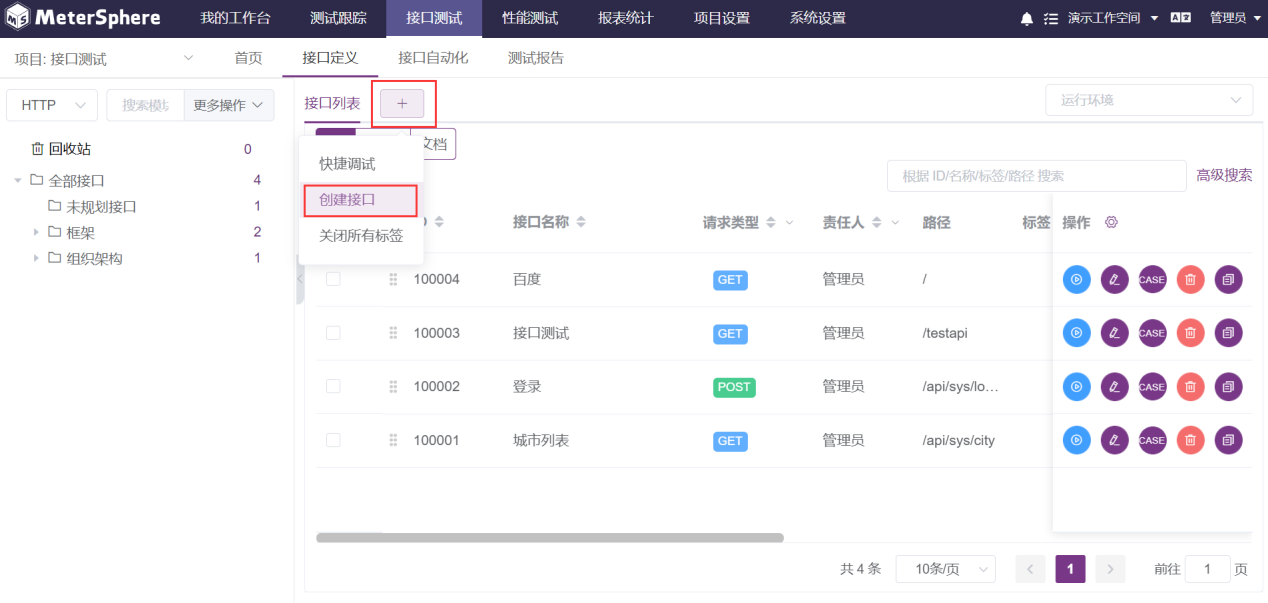 MeterSphere 我的工作台 测试跟踪 接口测试 性能测试 报表统计 项目设置 系统设置 演示工作空间 管理员
项目: 接口测试 首页 接口定义 接口自动化 测试报告
HTTP 搜索模块 更多操作 接口列表 + 运行环境
回收站 0
全部接口 4
未规划接口 1
框架 2
组织架构 1
文档
快捷调试
创建接口
关闭所有标签
根据 ID/名称/标签/路径 搜索 高级搜索
接口名称 请求类型 责任人 路径 标签 操作
100004 百度 GET 管理员 / CASE
100003 接口测试 GET 管理员 /testapi CASE
100002 登录 POST 管理员 /api/sys/lo... CASE
100001 城市列表 GET 管理员 /api/sys/city CASE
共 4 条 10条/页 1 前往 1 页